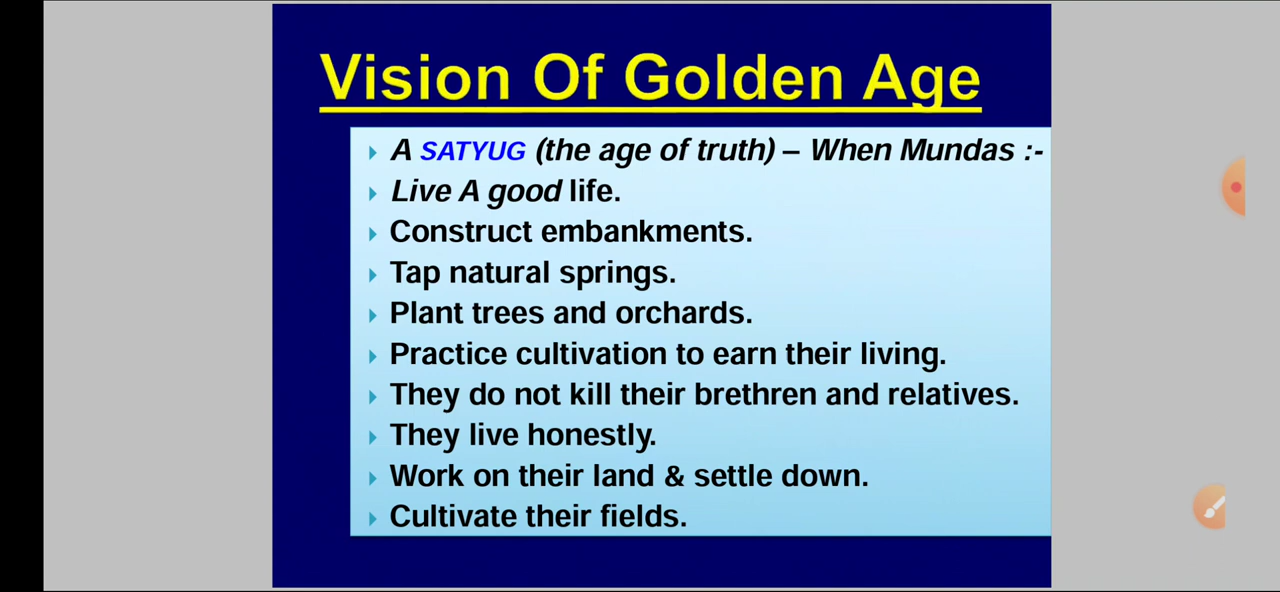 Vision Of Golden Age
A SATYUG (the age of truth) – When Mundas :-
Live A good life.
Construct embankments.
Tap natural springs.
Plant trees and orchards.
Practice cultivation to earn their living.
They do not kill their brethren and relatives.
They live honestly.
Work on their land & settle down.
Cultivate their fields.